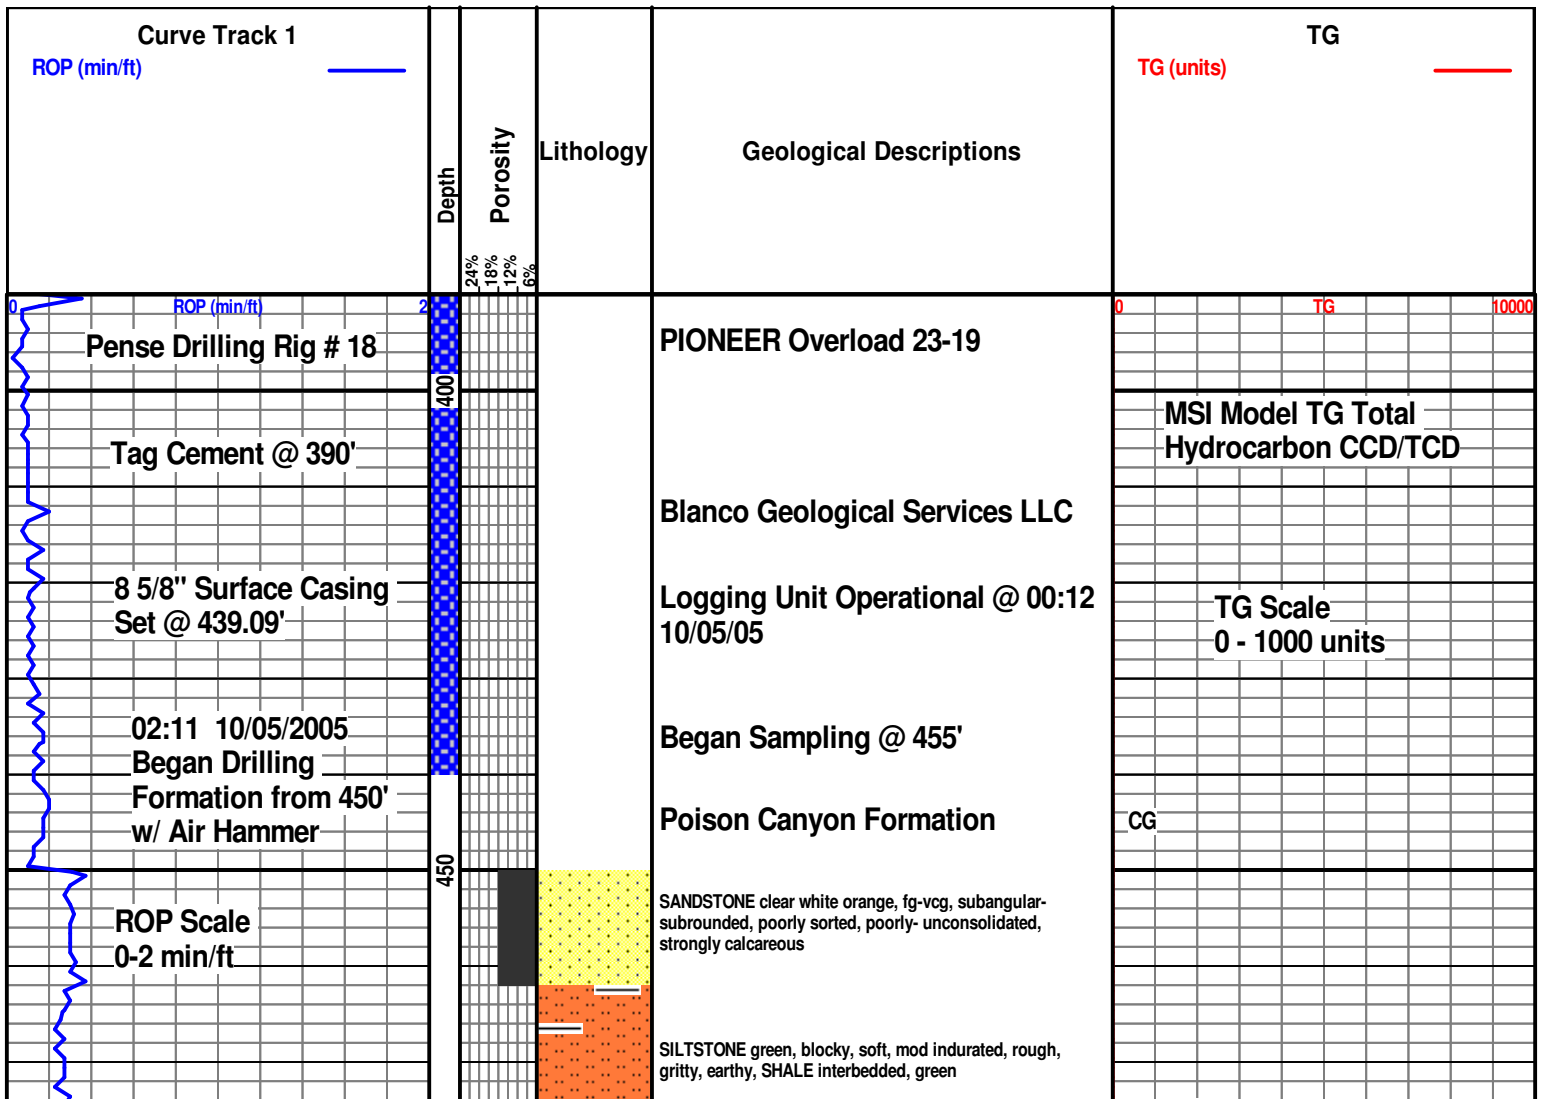 Curve Track 1
ROP (min/ft)
Depth
Porosity
24%
18%
12%
6%
Lithology
Geological Descriptions
TG
TG (units)
0 ROP (min/ft) 2
0 TG 10000
Pense Drilling Rig # 18
PIONEER Overload 23-19
400
MSI Model TG Total
Hydrocarbon CCD/TCD
Tag Cement @ 390'
Blanco Geological Services LLC
8 5/8" Surface Casing
Set @ 439.09'
Logging Unit Operational @ 00:12
10/05/05
TG Scale
0 - 1000 units
02:11 10/05/2005
Began Drilling
Formation from 450'
w/ Air Hammer
Began Sampling @ 455'
Poison Canyon Formation
CG
450
ROP Scale
0-2 min/ft
SANDSTONE clear white orange, fg-vcg, subangular-
subrounded, poorly sorted, poorly- unconsolidated,
strongly calcareous
SILTSTONE green, blocky, soft, mod indurated, rough,
gritty, earthy, SHALE interbedded, green